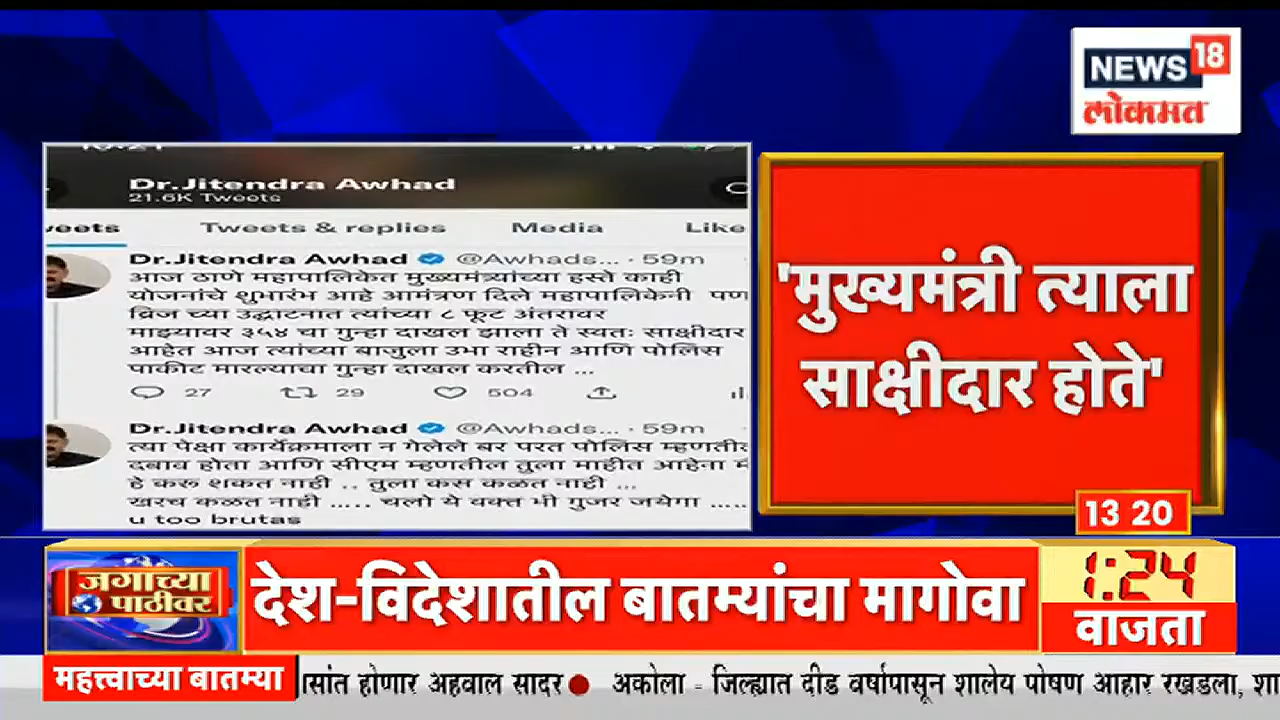 NEWS 18
लोकमत
Dr.Jitendra Awhad
21.6K Tweets
Tweets & replies Media
Dr.Jitendra Awhad @Awhads... · 59m
आज ठाणे महापालिकेत मुख्यमंत्र्यांच्या हस्ते काही
योजनांचे शुभारंभ आहे आमंत्रण दिले महापालिकेनी पण
ब्रिज च्या उद्घाटनात त्यांच्या ८ फूट अंतरावर
माझ्यावर ३५४ चा गुन्हा दाखल झाला ते स्वतः साक्षीदार
आहेत आज त्यांच्या बाजुला उभा राहीन आणि पोलिस
पाकीट मारल्याचा गुन्हा दाखल करतील ...
27 29 504
Dr.Jitendra Awhad @Awhads... · 59m
त्या पेक्षा कार्यक्रमाला न गेलेले बर परत पोलिस
दबाव होता आणि सीएम म्हणतील तुला माहीत आहेना
हे करू शकत नाही .. तुला कस कळत नाही ...
खरच कळत नाही ..... चलो ये वक्त भी गुजर जयेगा .....
u too brutas
'मुख्यमंत्री त्याला
साक्षीदार होते'
13 20
जगाच्या
पाठीवर
देश-विदेशातील बातम्यांचा मागोवा
1:24
वाजता
महत्त्वाच्या बातम्या
होणार अहवाल सादर ● अकोला - जिल्ह्यात दीड वर्षापासून शालेय पोषण आहार रखडला,